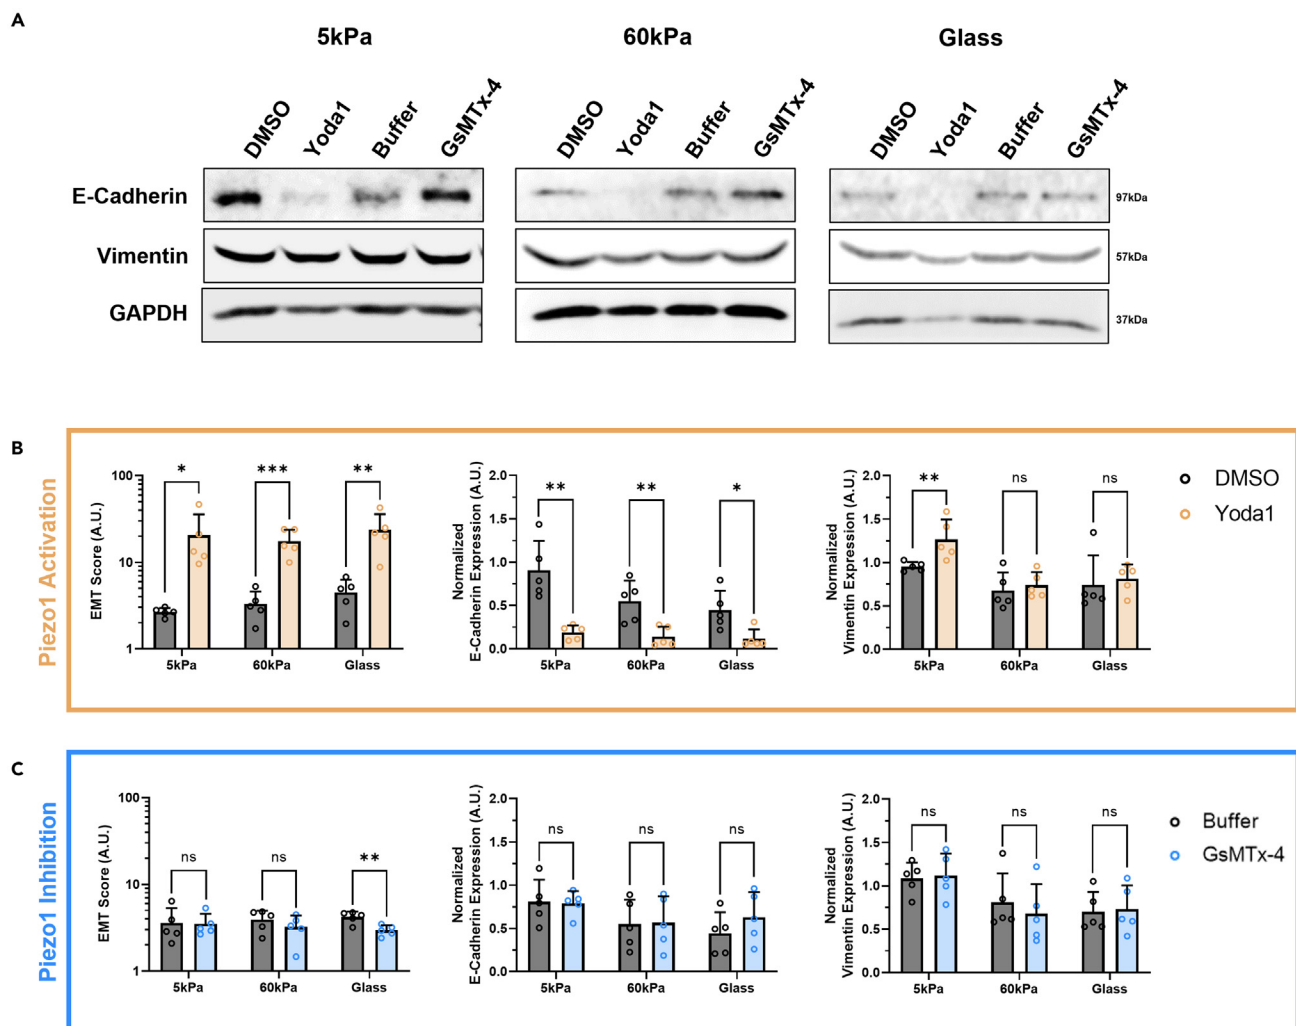 A
5kPa
60kPa
Glass
DMSO
Yoda1
Buffer
GsMTx-4
DMSO
Yoda1
Buffer
GsMTx-4
DMSO
Yoda1
Buffer
GsMTx-4
E-Cadherin
97kDa
Vimentin
57kDa
GAPDH
37kDa
B
Piezo1 Activation
EMT Score (A.U.)
100
10
1
*
***
**
5kPa
60kPa
Glass
Normalized
E-Cadherin Expression (A.U.)
2.0
1.5
1.0
0.5
0.0
**
**
*
5kPa
60kPa
Glass
Normalized
Vimentin Expression (A.U.)
2.0
1.5
1.0
0.5
0.0
**
ns
ns
5kPa
60kPa
Glass
DMSO
Yoda1
C
Piezo1 Inhibition
EMT Score (A.U.)
100
10
1
ns
ns
**
5kPa
60kPa
Glass
Normalized
E-Cadherin Expression (A.U.)
2.0
1.5
1.0
0.5
0.0
ns
ns
ns
5kPa
60kPa
Glass
Normalized
Vimentin Expression (A.U.)
2.0
1.5
1.0
0.5
0.0
ns
ns
ns
5kPa
60kPa
Glass
Buffer
GsMTx-4